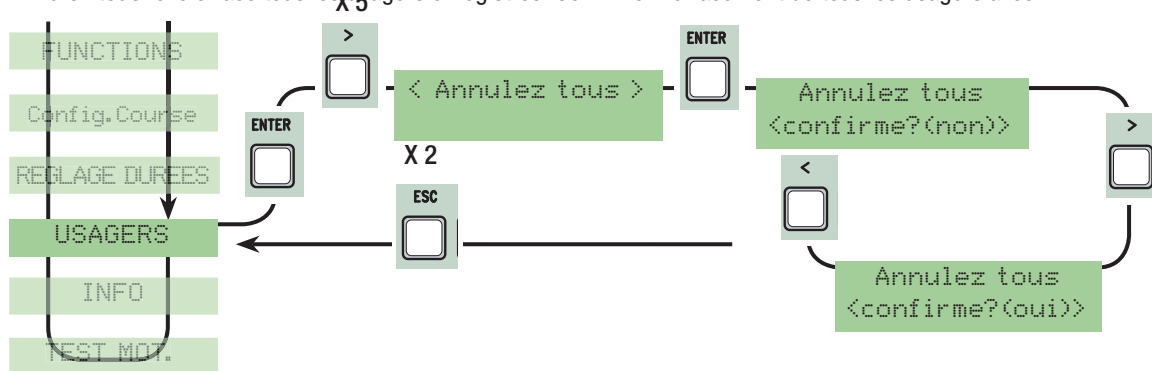 X 5
FUNCTIONS
Config.Course
REGLAGE DUREES
USAGERS
INFO
TEST MOT.
ENTER
>
< Annulez tous >
ENTER
Annulez tous
<confirme?(non)>
>
<
Annulez tous
<confirme?(oui)>
X 2
ESC